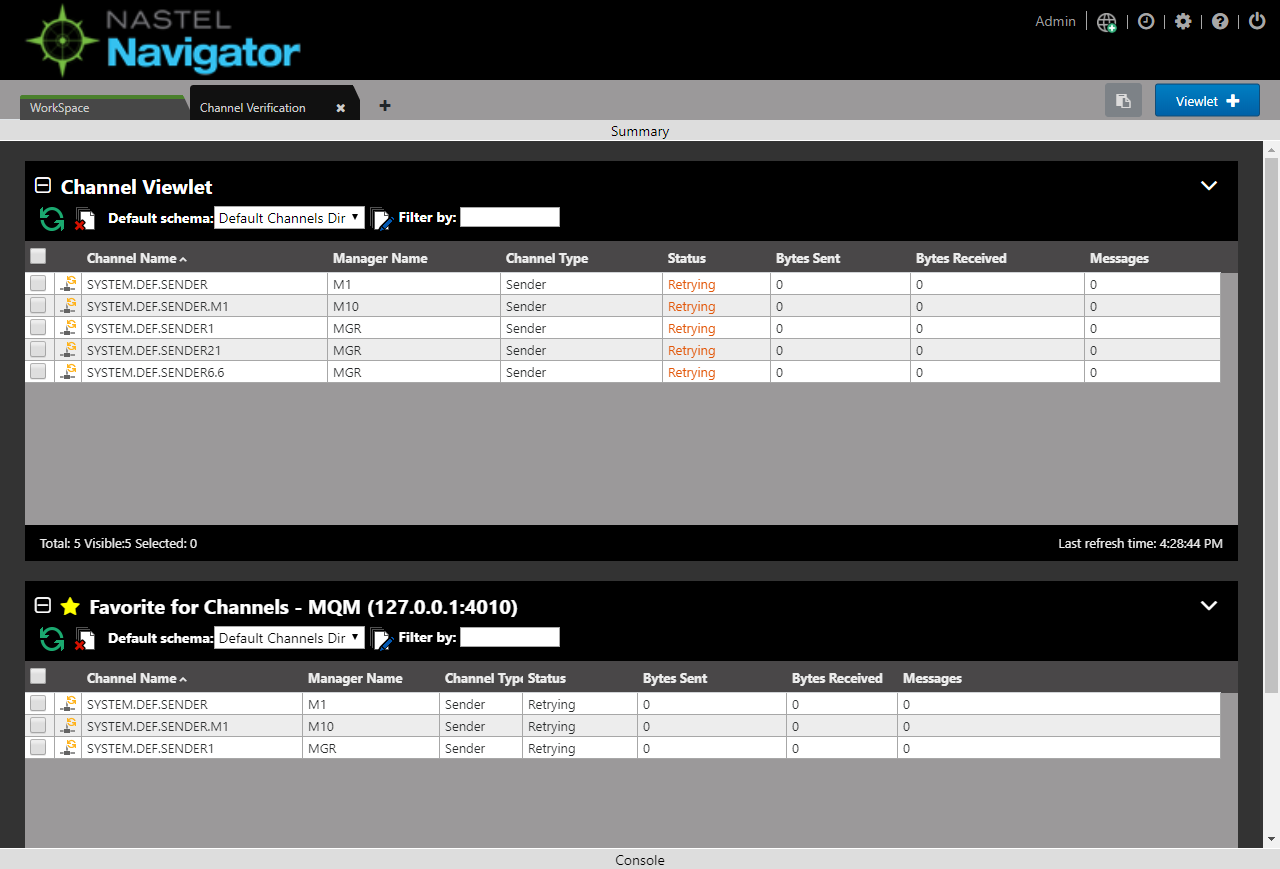 NASTEL
Navigator
Admin
WorkSpace
Channel Verification
Viewlet
Summary
Channel Viewlet
Default schema: Default Channels Dir Filter by:
Channel Name Manager Name Channel Type Status Bytes Sent Bytes Received Messages
SYSTEM.DEF.SENDER M1 Sender Retrying 0 0 0
SYSTEM.DEF.SENDER.M1 M10 Sender Retrying 0 0 0
SYSTEM.DEF.SENDER1 MGR Sender Retrying 0 0 0
SYSTEM.DEF.SENDER21 MGR Sender Retrying 0 0 0
SYSTEM.DEF.SENDER6.6 MGR Sender Retrying 0 0 0
Total: 5 Visible:5 Selected: 0 Last refresh time: 4:28:44 PM
Favorite for Channels - MQM (127.0.0.1:4010)
Default schema: Default Channels Dir Filter by:
Channel Name Manager Name Channel Type Status Bytes Sent Bytes Received Messages
SYSTEM.DEF.SENDER M1 Sender Retrying 0 0 0
SYSTEM.DEF.SENDER.M1 M10 Sender Retrying 0 0 0
SYSTEM.DEF.SENDER1 MGR Sender Retrying 0 0 0
Console